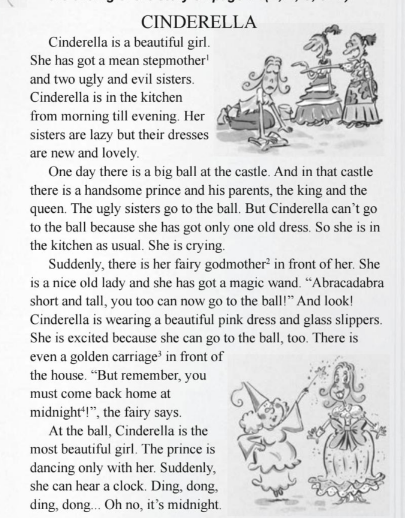 CINDERELLA
Cinderella is a beautiful girl.
She has got a mean stepmother¹
and two ugly and evil sisters.
Cinderella is in the kitchen
from morning till evening. Her
sisters are lazy but their dresses
are new and lovely.
One day there is a big ball at the castle. And in that castle
there is a handsome prince and his parents, the king and the
queen. The ugly sisters go to the ball. But Cinderella can't go
to the ball because she has got only one old dress. So she is in
the kitchen as usual. She is crying.
Suddenly, there is her fairy godmother² in front of her. She
is a nice old lady and she has got a magic wand. “Abracadabra
short and tall, you too can now go to the ball!” And look!
Cinderella is wearing a beautiful pink dress and glass slippers.
She is excited because she can go to the ball, too. There is
even a golden carriage³ in front of
the house. “But remember, you
must come back home at
midnight⁴!”, the fairy says.
At the ball, Cinderella is the
most beautiful girl. The prince is
dancing only with her. Suddenly,
she can hear a clock. Ding, dong,
ding, dong... Oh no, it's midnight.